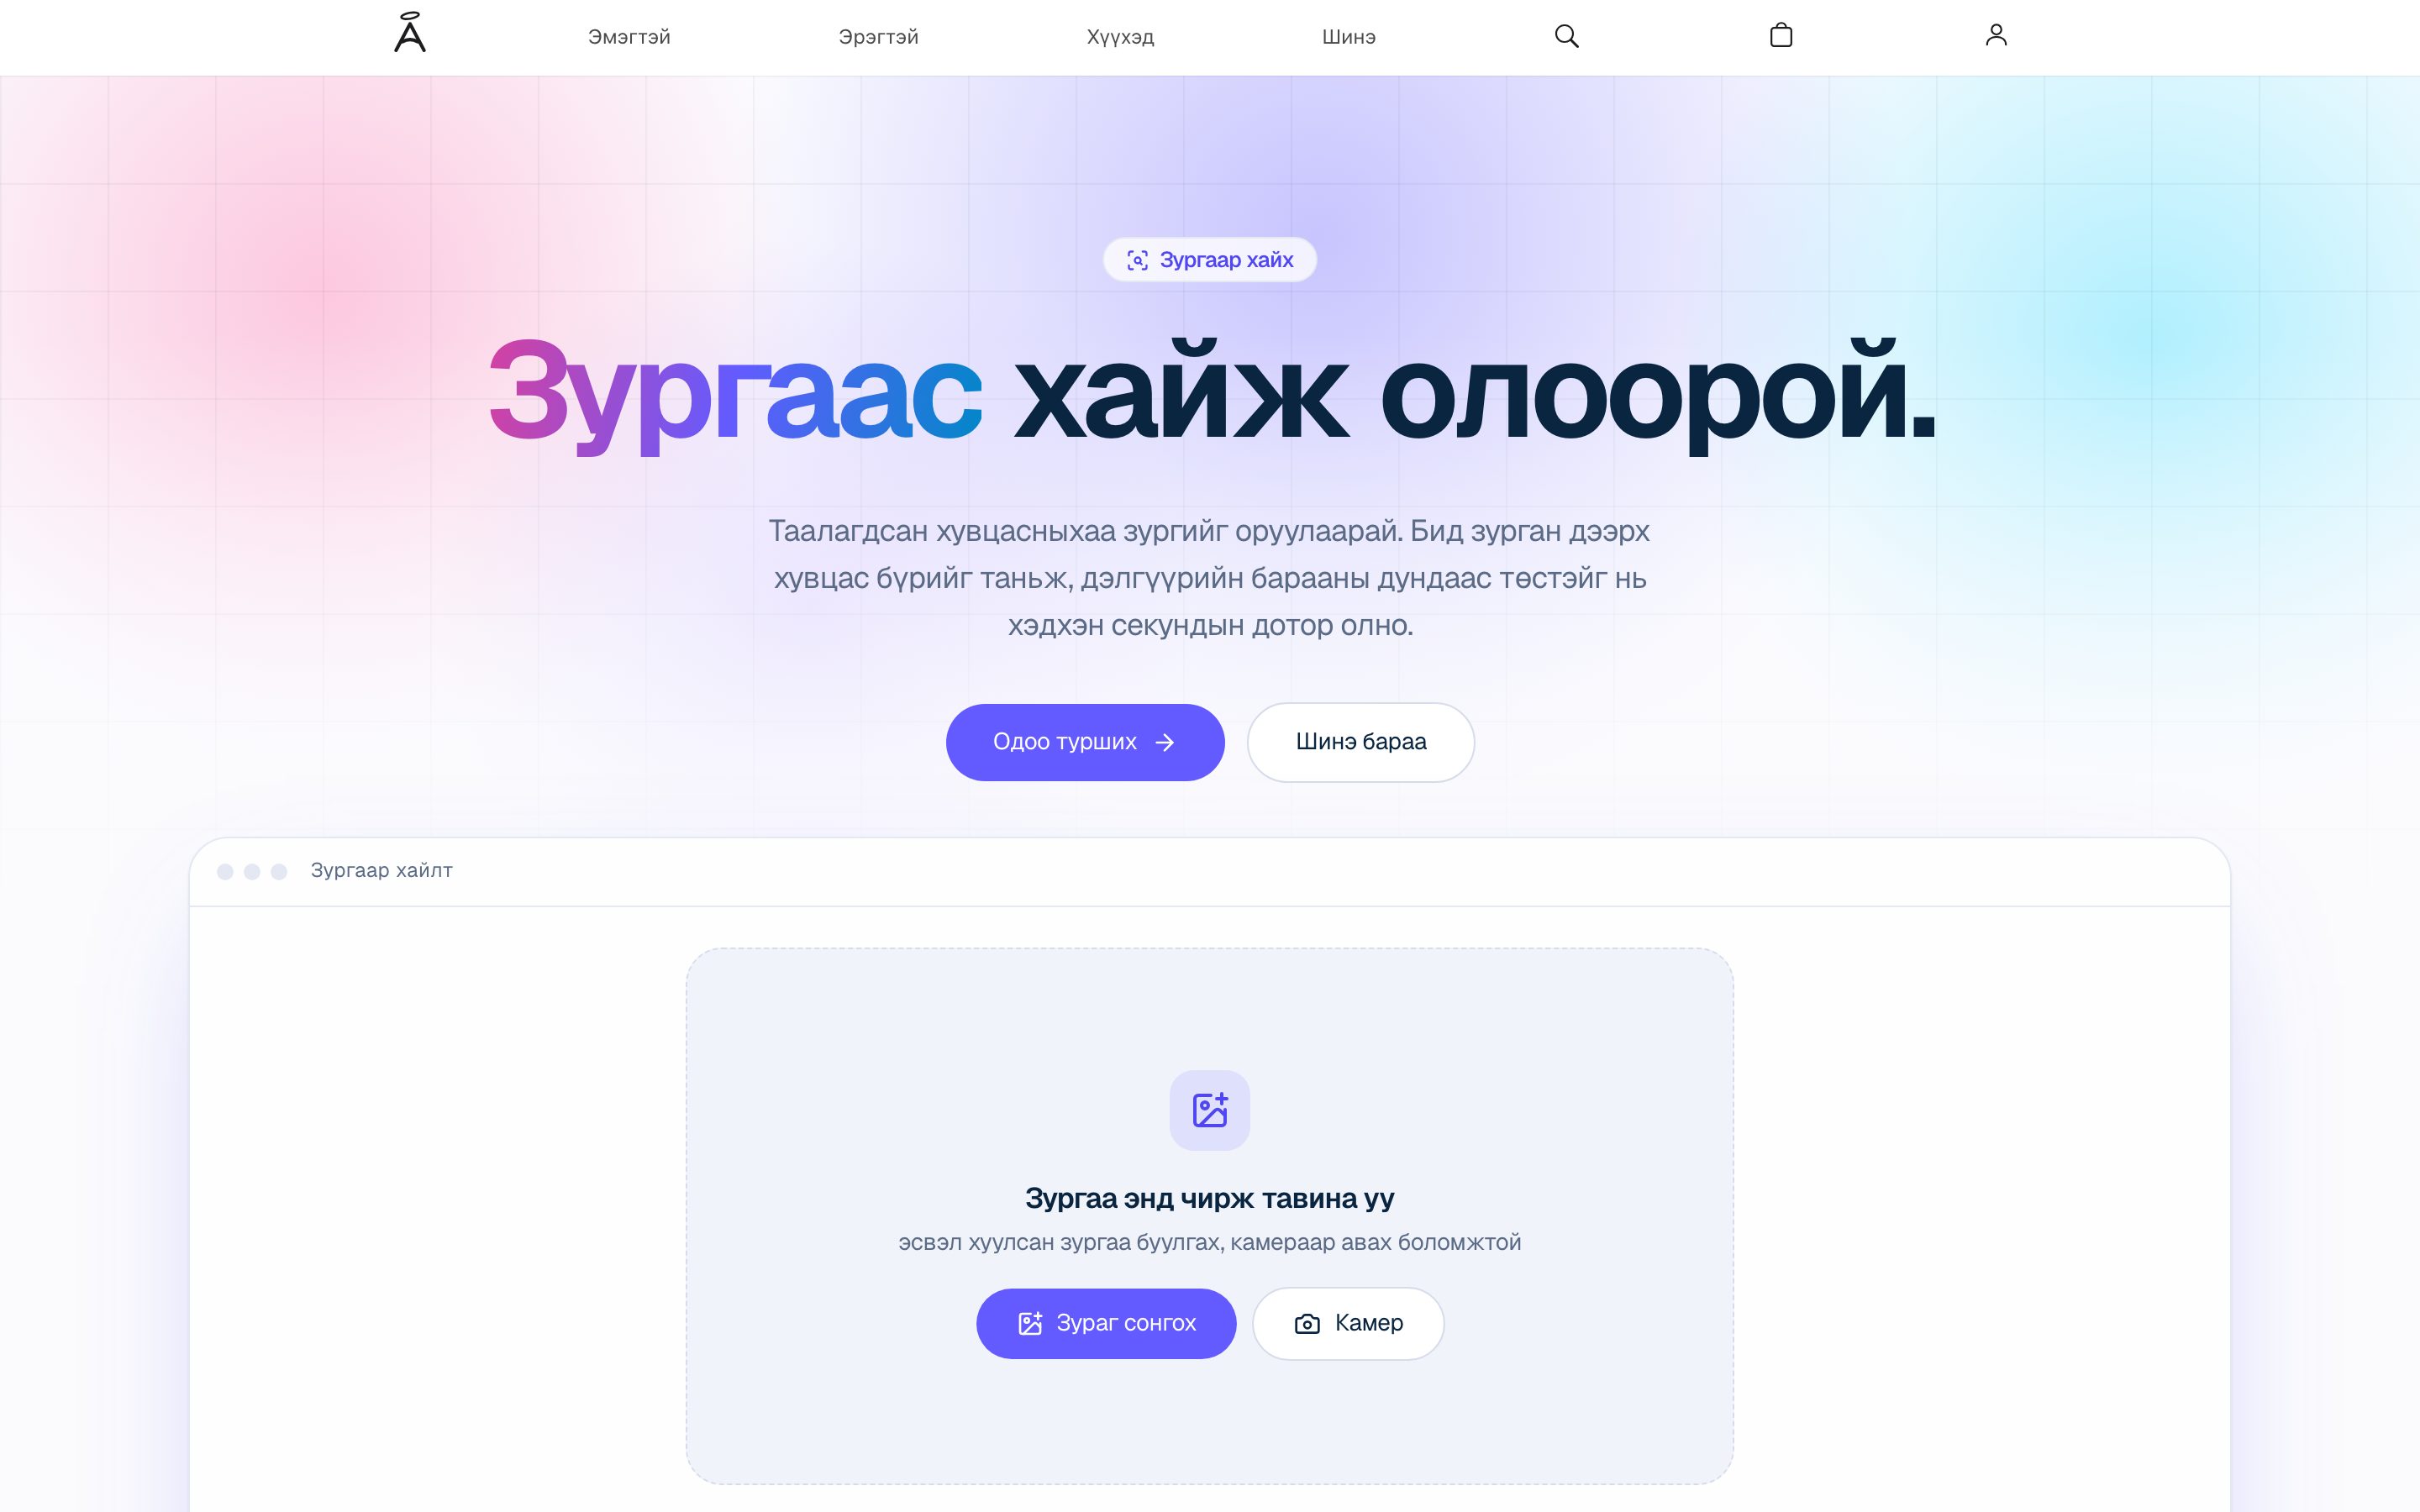 Эмэгтэй
Эрэгтэй
Хүүхэд
Шинэ
Зургаар хайх
Зургаас хайж олоорой.
Таалагдсан хувцасныхаа зургийг оруулаарай. Бид зурган дээрх
хувцас бүрийг таньж, дэлгүүрийн барааны дундаас төстэйг нь
хэдхэн секундын дотор олно.
Одоо турших
Шинэ бараа
Зургаар хайлт
Зургаа энд чирж тавина уу
эсвэл хуулсан зургаа буулгах, камераар авах боломжтой
Зураг сонгох
Камер